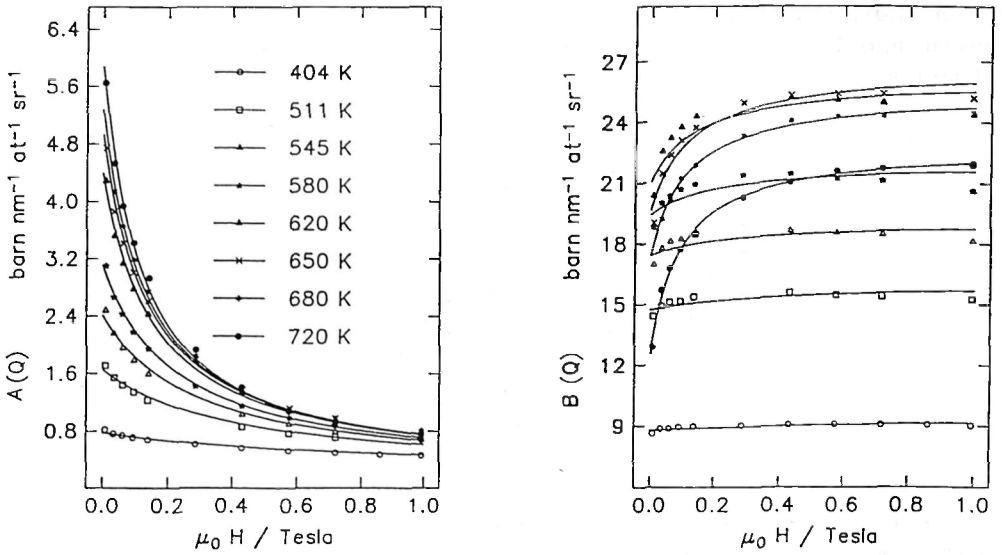 6.4
5.6
4.8
4.0
3.2
2.4
1.6
0.8
A(Q) barn nm⁻¹ at⁻¹ sr⁻¹
404 K
511 K
545 K
580 K
620 K
650 K
680 K
720 K
0.0 0.2 0.4 0.6 0.8 1.0
μ₀ H / Tesla
27
24
21
18
15
12
9
B (Q) barn nm⁻¹ at⁻¹ sr⁻¹
0.0 0.2 0.4 0.6 0.8 1.0
μ₀ H / Tesla